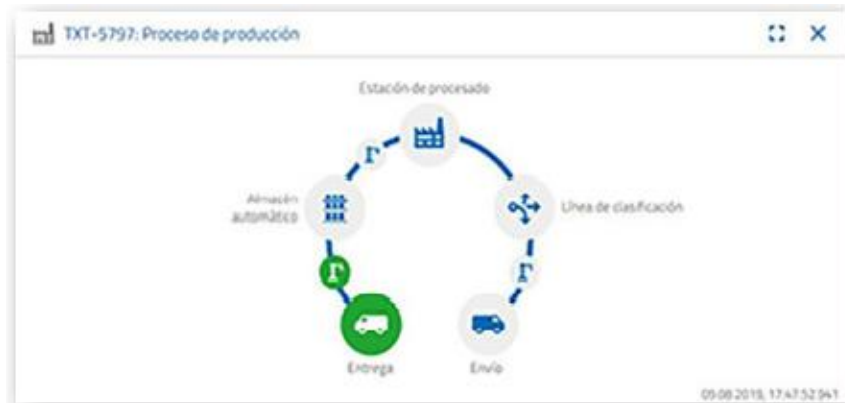 TXT-5797: Proceso de producción
Estación de procesado
Almacén
automático
Línea de clasificación
Entrega
Envío
09.08.2019, 17:47:52.941